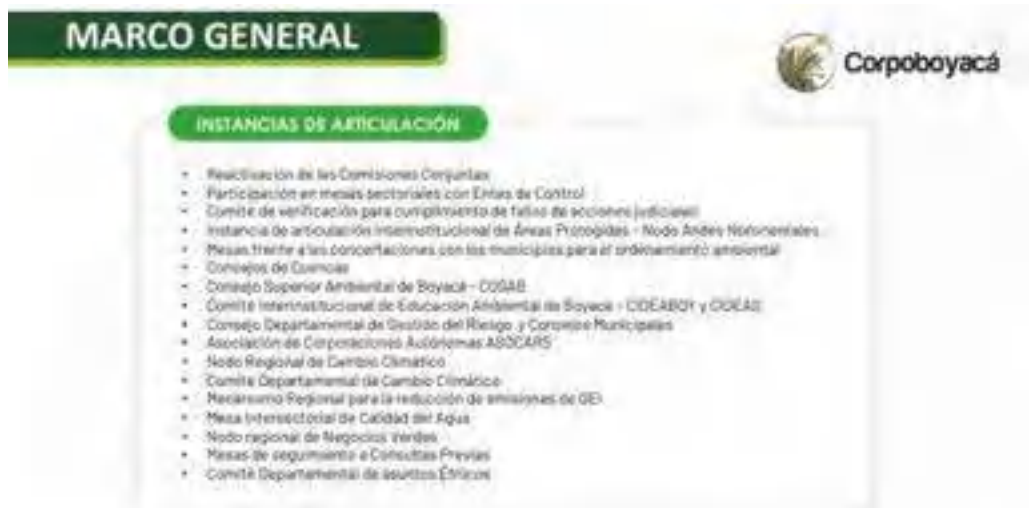 MARCO GENERAL
Corpoboyacá
INSTANCIAS DE ARTICULACIÓN
• Reactivación de las Comisiones Conjuntas
• Participación en mesas sectoriales con Entes de Control
• Comité de verificación para cumplimiento de fallos de acciones judiciales
• Instancia de articulación interinstitucional de Áreas Protegidas - Nodo Andes Nororientales
• Mesas frente a las concertaciones con los municipios para el ordenamiento ambiental
• Consejos de Cuencas
• Consejo Superior Ambiental de Boyacá -
• Comité Interinstitucional de Educación Ambiental de Boyacá - CIDEABOY y CIDEAS
• Consejo Departamental de Gestión del Riesgo y Consejos Municipales
• Asociación de Corporaciones Autónomas ASOCARS
• Nodo Regional de Cambio Climático
• Comité Departamental de Cambio Climático
• Mecanismo Regional para la reducción de emisiones de GEI
• Mesa Intersectorial de Calidad del Agua
• Nodo regional de Negocios Verdes
• Mesas de seguimiento a Consultas Previas
• Comité Departamental de asuntos Étnicos